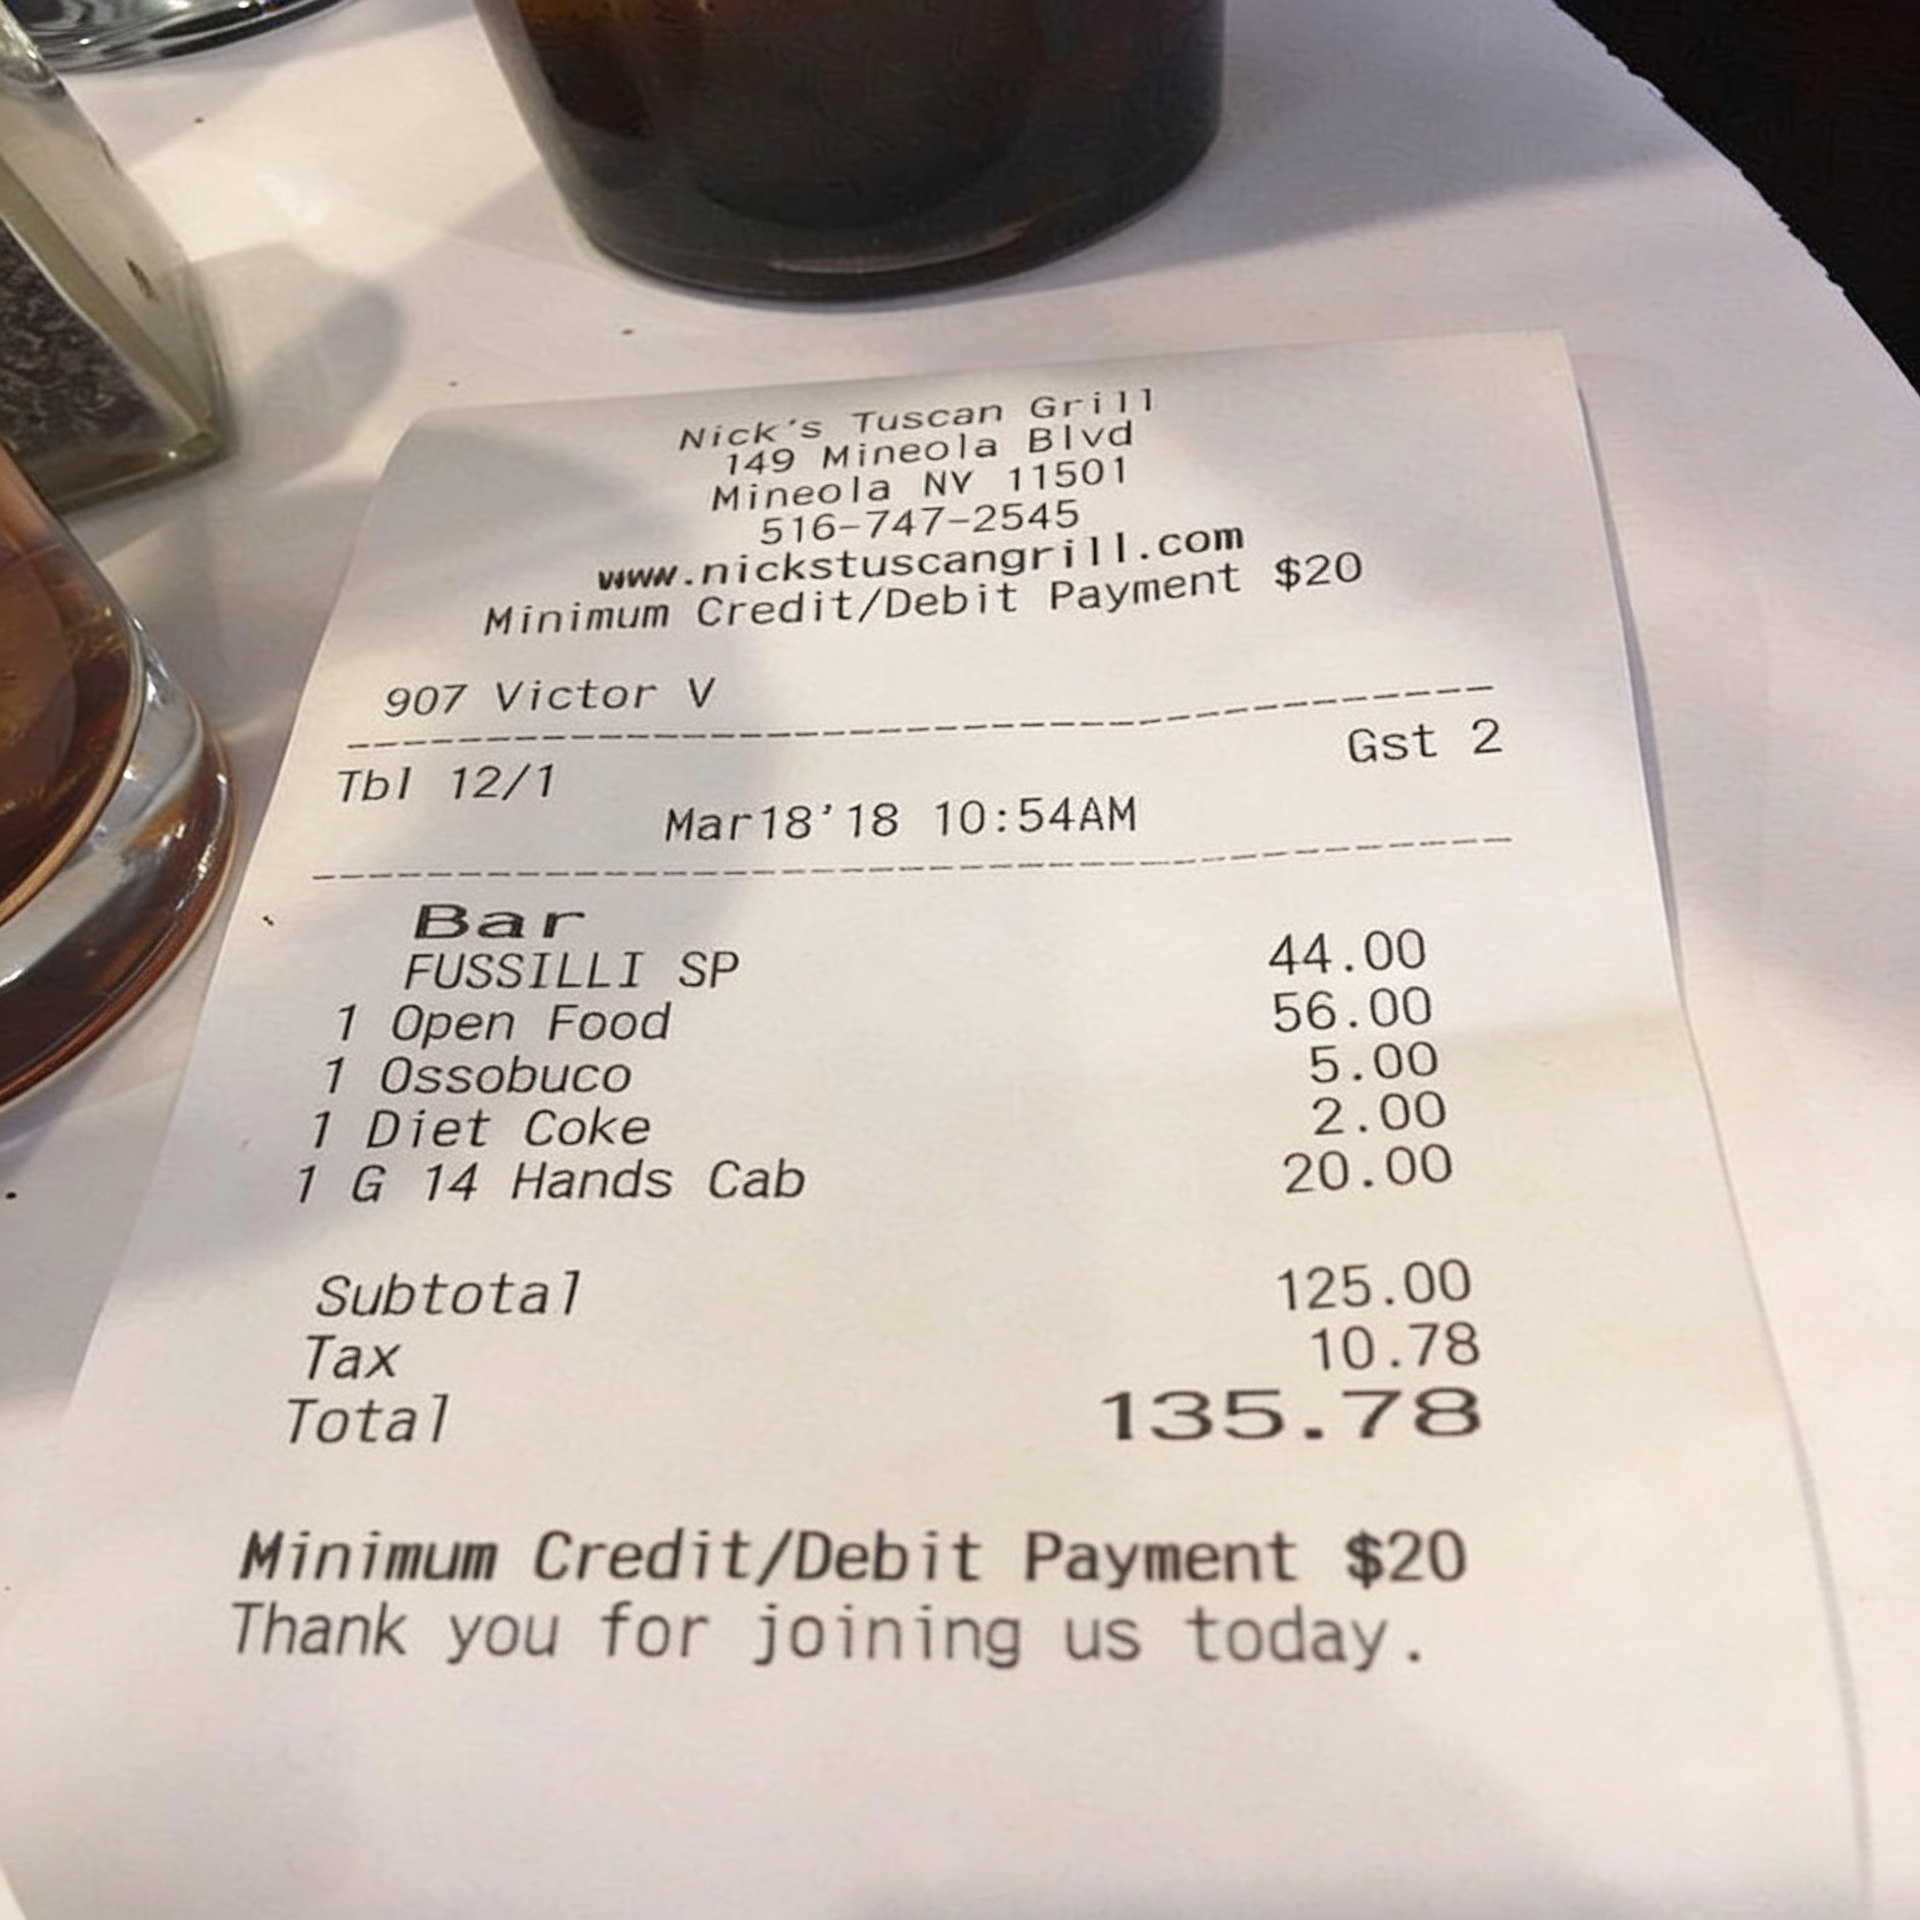 Nick's Tuscan Grill
149 Mineola Blvd
Mineola NY 11501
516-747-2545
www.nickstuscangrill.com
Minimum Credit/Debit Payment $20
907 Victor V
Tbl 12/1 Gst 2
Mar18'18 10:54AM
Bar
FUSSILLI SP 44.00
1 Open Food 56.00
1 Ossobuco 5.00
1 Diet Coke 2.00
1 G 14 Hands Cab 20.00
Subtotal 125.00
Tax 10.78
Total 135.78
Minimum Credit/Debit Payment $20
Thank you for joining us today.